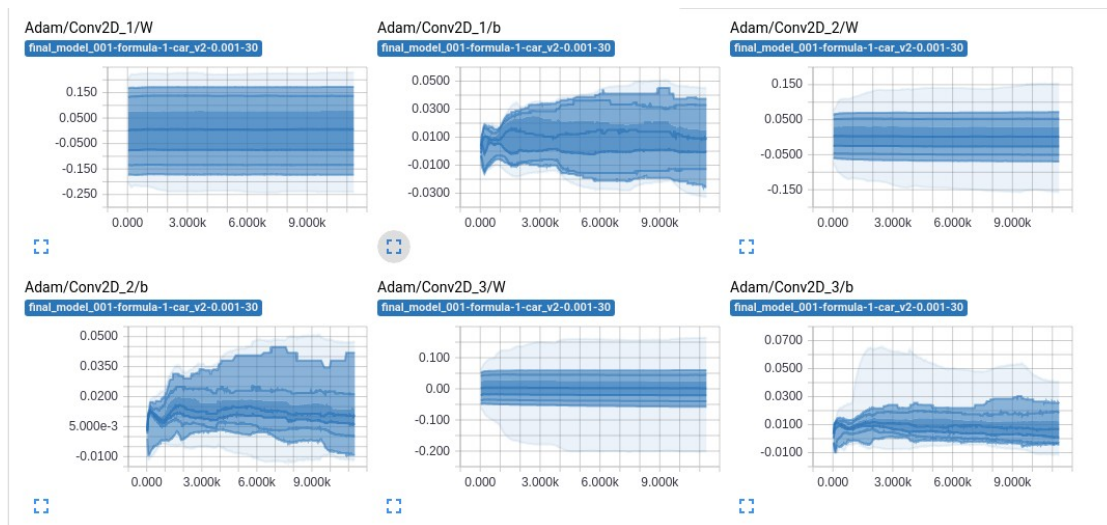 Adam/Conv2D_1/W
final_model_001-formula-1-car_v2-0.001-30
0.150
0.0500
-0.0500
-0.150
-0.250
0.000 3.000k 6.000k 9.000k
Adam/Conv2D_1/b
final_model_001-formula-1-car_v2-0.001-30
0.0500
0.0300
0.0100
-0.0100
-0.0300
0.000 3.000k 6.000k 9.000k
Adam/Conv2D_2/W
final_model_001-formula-1-car_v2-0.001-30
0.150
0.0500
-0.0500
-0.150
0.000 3.000k 6.000k 9.000k
Adam/Conv2D_2/b
final_model_001-formula-1-car_v2-0.001-30
0.0500
0.0350
0.0200
5.000e-3
-0.0100
0.000 3.000k 6.000k 9.000k
Adam/Conv2D_3/W
final_model_001-formula-1-car_v2-0.001-30
0.100
0.00
-0.100
-0.200
0.000 3.000k 6.000k 9.000k
Adam/Conv2D_3/b
final_model_001-formula-1-car_v2-0.001-30
0.0700
0.0500
0.0300
0.0100
-0.0100
0.000 3.000k 6.000k 9.000k